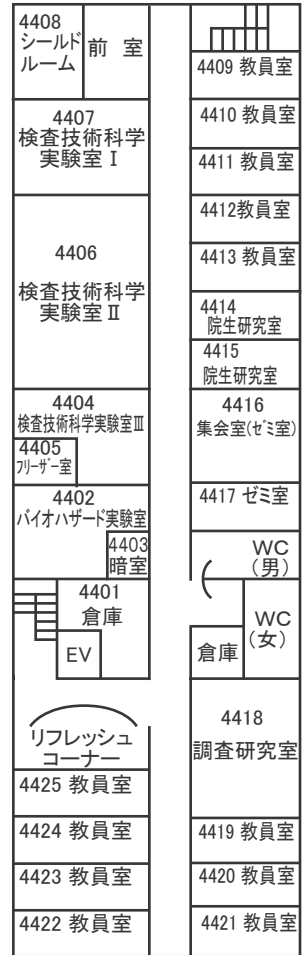 4408
シールド
ルーム
前 室
4407
検査技術科学
実験室 Ⅰ
4406
検査技術科学
実験室 Ⅱ
4404
検査技術科学実験室Ⅲ
4405
フリーザー室
4402
バイオハザード実験室
4403
暗室
4401
倉庫
EV
リフレッシュ
コーナー
4425 教員室
4424 教員室
4423 教員室
4422 教員室
4409 教員室
4410 教員室
4411 教員室
4412教員室
4413 教員室
4414
院生研究室
4415
院生研究室
4416
集会室(ゼミ室)
4417 ゼミ室
WC
(男)
WC
(女)
倉庫
4418
調査研究室
4419 教員室
4420 教員室
4421 教員室